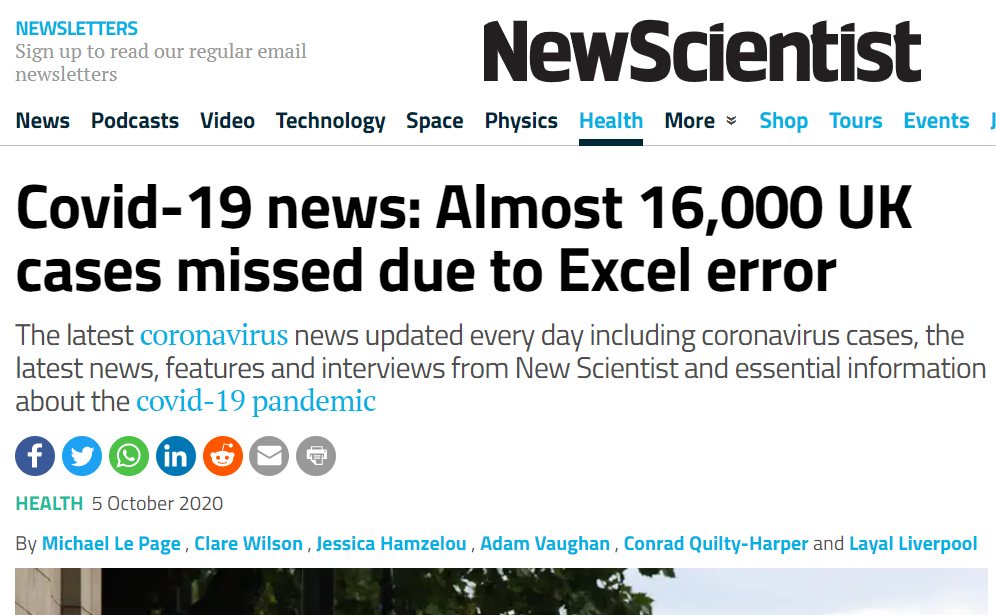 NEWSLETTERS
Sign up to read our regular email
newsletters
NewScientist
News Podcasts Video Technology Space Physics Health More Shop Tours Events J
Covid-19 news: Almost 16,000 UK
cases missed due to Excel error
The latest coronavirus news updated every day including coronavirus cases, the
latest news, features and interviews from New Scientist and essential information
about the covid-19 pandemic
HEALTH 5 October 2020
By Michael Le Page , Clare Wilson , Jessica Hamzelou , Adam Vaughan , Conrad Quilty-Harper and Layal Liverpool